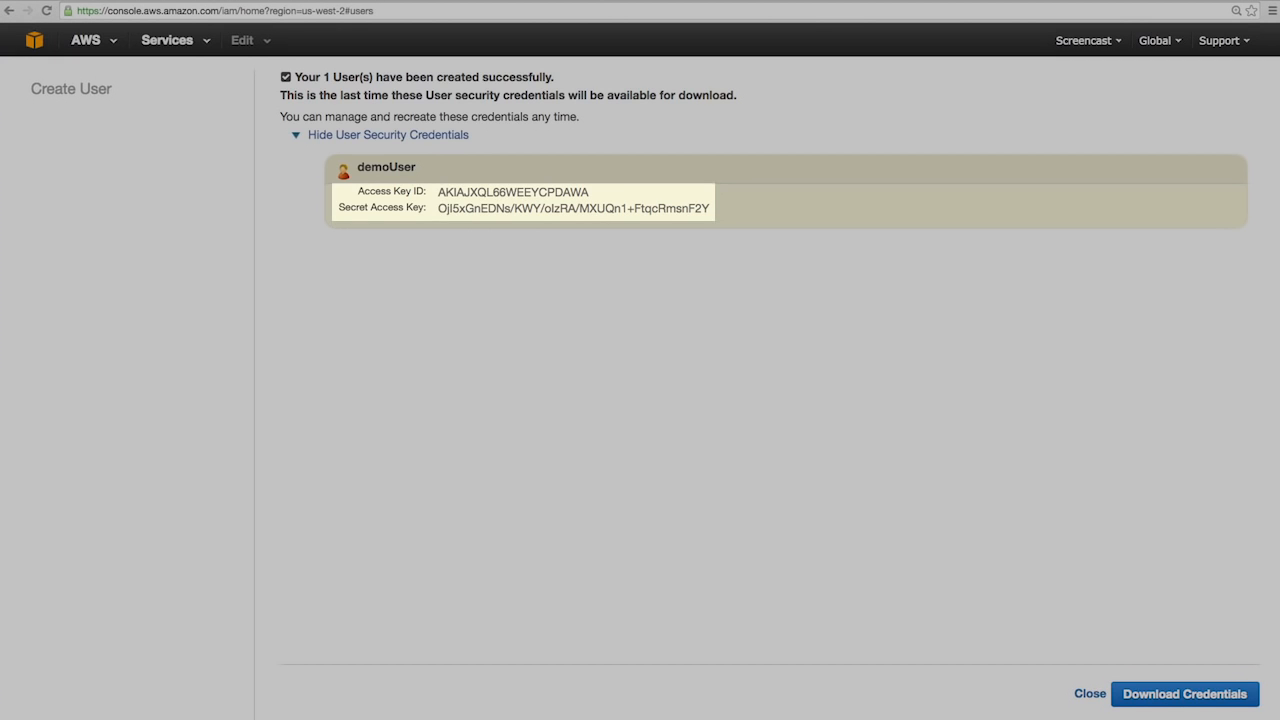 https://console.aws.amazon.com/iam/home?region=us-west-2#users
AWS Services Edit Screencast Global Support
Create User
Your 1 User(s) have been created successfully.
This is the last time these User security credentials will be available for download.
You can manage and recreate these credentials any time.
Hide User Security Credentials
demoUser
Access Key ID: AKIAJXQL66WEEYCPDAWA
Secret Access Key: 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
Close Download Credentials